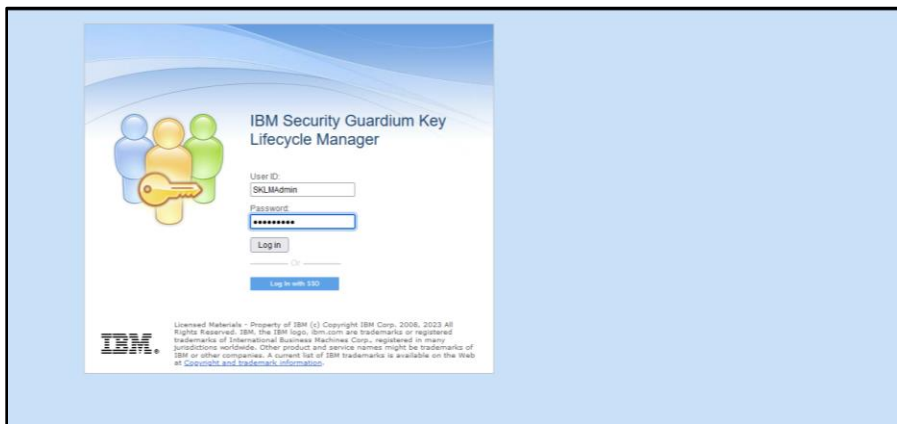 IBM Security Guardium Key
Lifecycle Manager
User ID:
SKLMAdmin
Password:
•••••••••
Log in
Or
Log in with SSO
IBM.
Licensed Materials - Property of IBM (c) Copyright IBM Corp. 2008, 2023 All
Rights Reserved. IBM, the IBM logo, ibm.com are trademarks or registered
trademarks of International Business Machines Corp., registered in many
jurisdictions worldwide. Other product and service names might be trademarks of
IBM or other companies. A current list of IBM trademarks is available on the Web
at Copyright and trademark information.